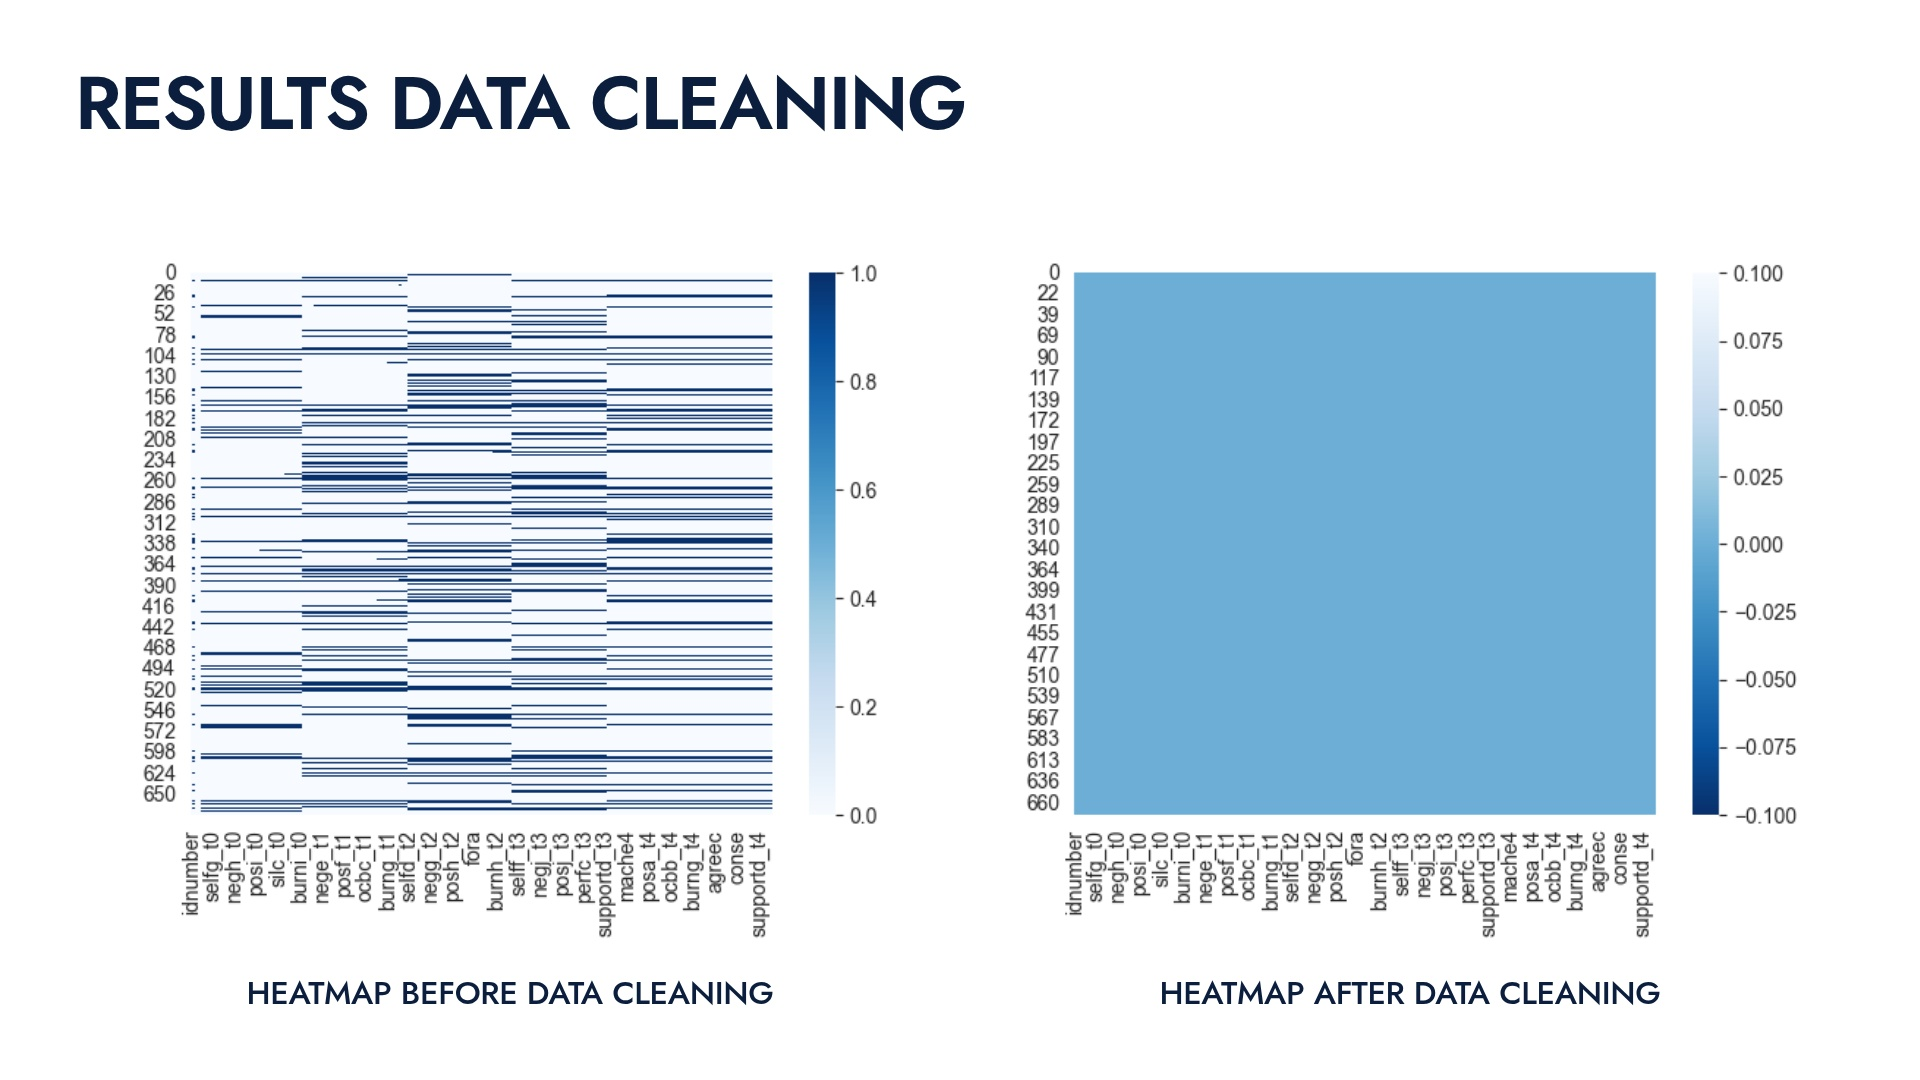 RESULTS DATA CLEANING
0
26
52
78
104
130
156
182
208
234
260
286
312
338
364
390
416
442
468
494
520
546
572
598
624
650
idnumber
selfg_t0
negh_t0
posi_t0
silc_t0
burni_t0
nege_t1
posf_t1
ocbc_t1
burng_t1
selfd_t2
negg_t2
posh_t2
fora
burnh_t2
selff_t3
negj_t3
posj_t3
perfc_t3
supportd_t3
mache4
posa_t4
ocbb_t4
burng_t4
agreec
conse
supportd_t4
1.0
0.8
0.6
0.4
0.2
0.0
HEATMAP BEFORE DATA CLEANING
0
22
39
69
90
117
139
172
197
225
259
289
310
340
364
399
431
455
477
510
539
567
583
613
636
660
idnumber
selfg_t0
negh_t0
posi_t0
silc_t0
burni_t0
nege_t1
posf_t1
ocbc_t1
burng_t1
selfd_t2
negg_t2
posh_t2
fora
burnh_t2
selff_t3
negj_t3
posj_t3
perfc_t3
supportd_t3
mache4
posa_t4
ocbb_t4
burng_t4
agreec
conse
supportd_t4
0.100
0.075
0.050
0.025
0.000
−0.025
−0.050
−0.075
−0.100
HEATMAP AFTER DATA CLEANING